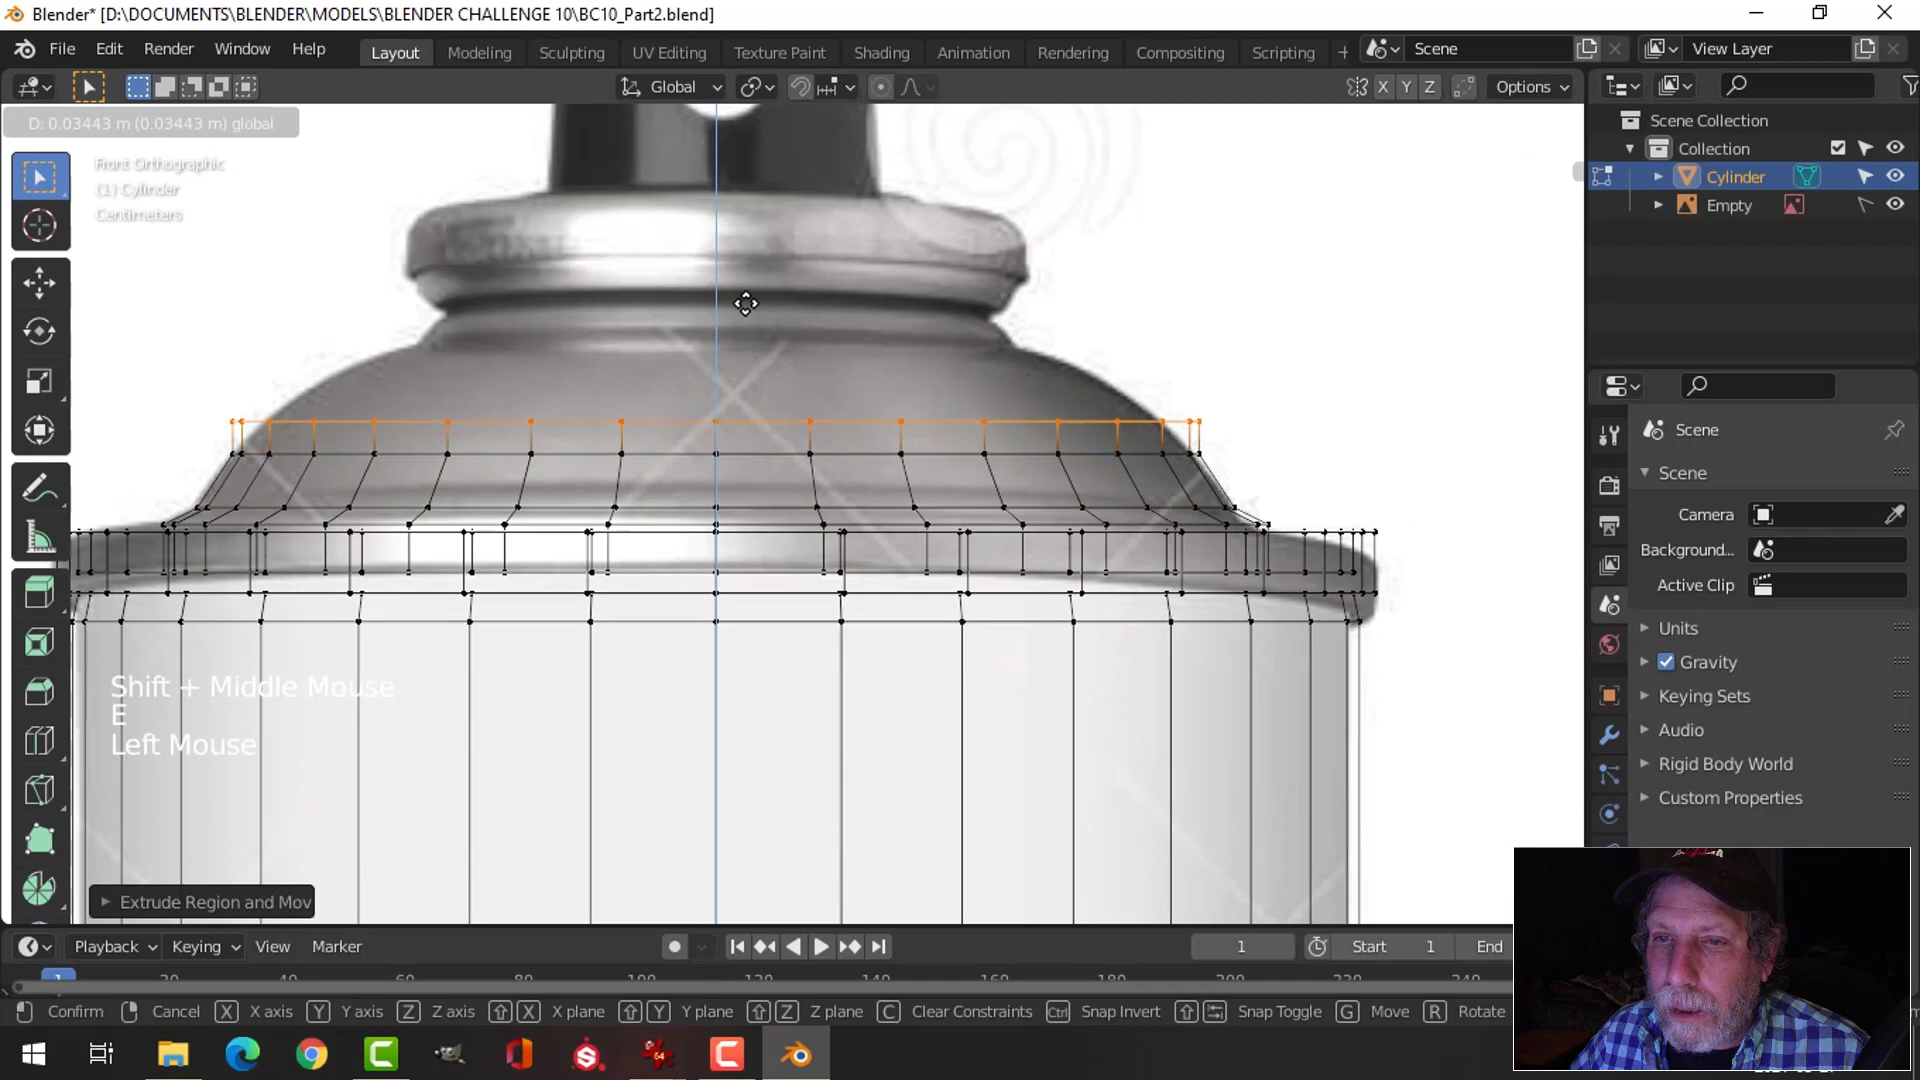 Blender* [D:\DOCUMENTS\BLENDER\MODELS\BLENDER CHALLENGE 10\BC10_Part2.blend]
File Edit Render Window Help Layout Modeling Sculpting UV Editing Texture Paint Shading Animation Rendering Compositing Scripting + Scene View Layer
Global X Y Z Options
D: 0.03443 m (0.03443 m) global
Front Orthographic
(1) Cylinder
Centimeters
Scene Collection
Collection
Cylinder
Empty
Scene
Scene
Camera
Background...
Active Clip
Units
Gravity
Keying Sets
Audio
Rigid Body World
Custom Properties
Shift + Middle Mouse
E
Left Mouse
Extrude Region and Mov
Playback Keying View Marker 1 Start 1 End
Confirm Cancel X X axis Y Y axis Z Z axis X X plane Y Y plane Z Z plane C Clear Constraints Ctrl Snap Invert Snap Toggle G Move R Rotate